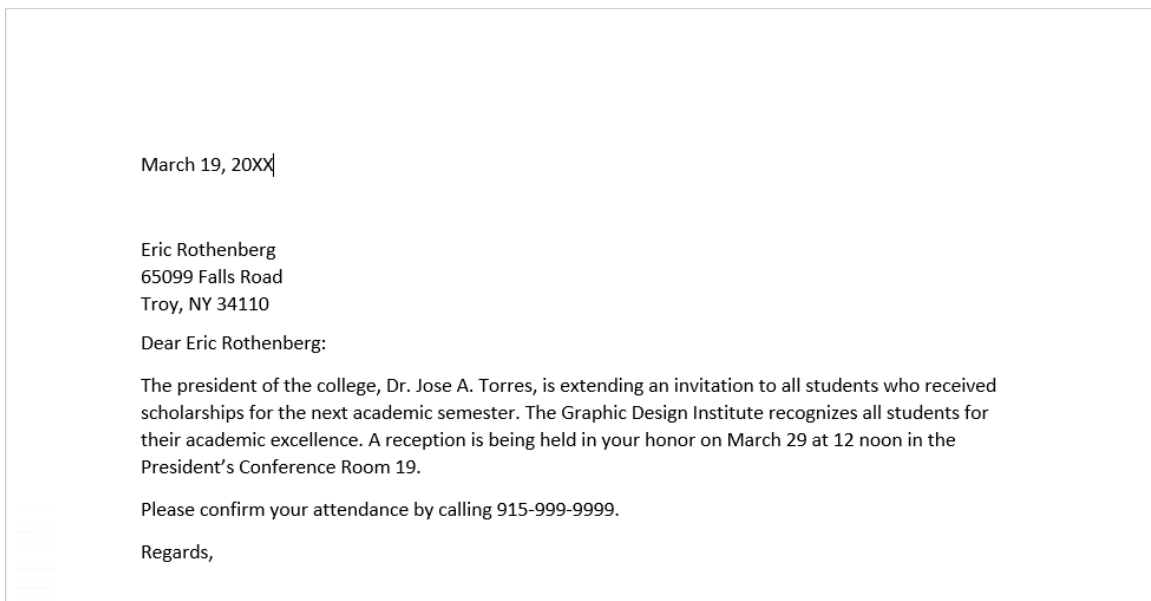 March 19, 20XX
Eric Rothenberg
65099 Falls Road
Troy, NY 34110
Dear Eric Rothenberg:
The president of the college, Dr. Jose A. Torres, is extending an invitation to all students who received
scholarships for the next academic semester. The Graphic Design Institute recognizes all students for
their academic excellence. A reception is being held in your honor on March 29 at 12 noon in the
President’s Conference Room 19.
Please confirm your attendance by calling 915-999-9999.
Regards,